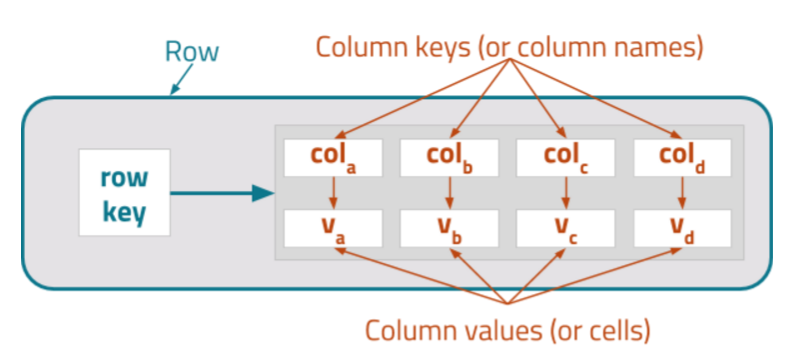 Row
Column keys (or column names)
row
key
col_a col_b col_c col_d
v_a v_b v_c v_d
Column values (or cells)